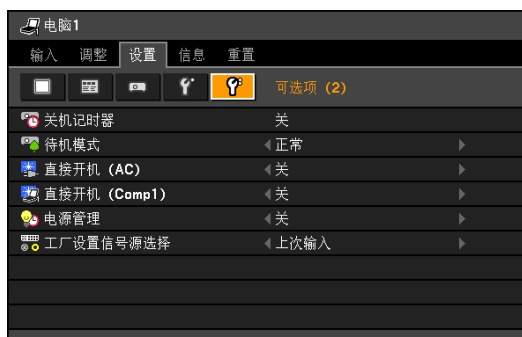 电脑1
输入 调整 设置 信息 重置
可选项 (2)
关机记时器 关
待机模式 正常
直接开机 (AC) 关
直接开机 (Comp1) 关
电源管理 关
工厂设置信号源选择 上次输入